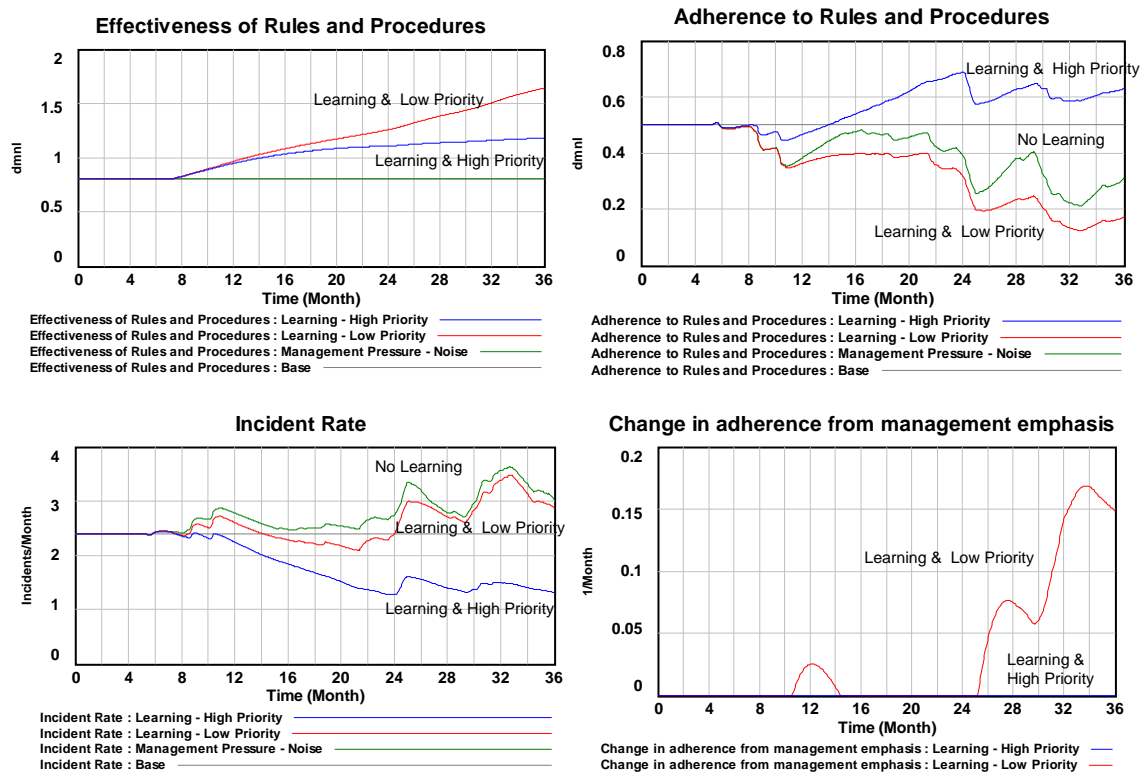 Effectiveness of Rules and Procedures
2
1.5
1
0.5
0
dmnl
Learning & Low Priority
Learning & High Priority
0 4 8 12 16 20 24 28 32 36
Time (Month)
Effectiveness of Rules and Procedures : Learning - High Priority
Effectiveness of Rules and Procedures : Learning - Low Priority
Effectiveness of Rules and Procedures : Management Pressure - Noise
Effectiveness of Rules and Procedures : Base
Adherence to Rules and Procedures
0.8
0.6
0.4
0.2
0
dmnl
Learning & High Priority
No Learning
Learning & Low Priority
0 4 8 12 16 20 24 28 32 36
Time (Month)
Adherence to Rules and Procedures : Learning - High Priority
Adherence to Rules and Procedures : Learning - Low Priority
Adherence to Rules and Procedures : Management Pressure - Noise
Adherence to Rules and Procedures : Base
Incident Rate
4
3
2
1
0
Incidents/Month
No Learning
Learning & Low Priority
Learning & High Priority
0 4 8 12 16 20 24 28 32 36
Time (Month)
Incident Rate : Learning - High Priority
Incident Rate : Learning - Low Priority
Incident Rate : Management Pressure - Noise
Incident Rate : Base
Change in adherence from management emphasis
0.2
0.15
0.1
0.05
0
1/Month
Learning & Low Priority
Learning &
High Priority
0 4 8 12 16 20 24 28 32 36
Time (Month)
Change in adherence from management emphasis : Learning - High Priority
Change in adherence from management emphasis : Learning - Low Priority